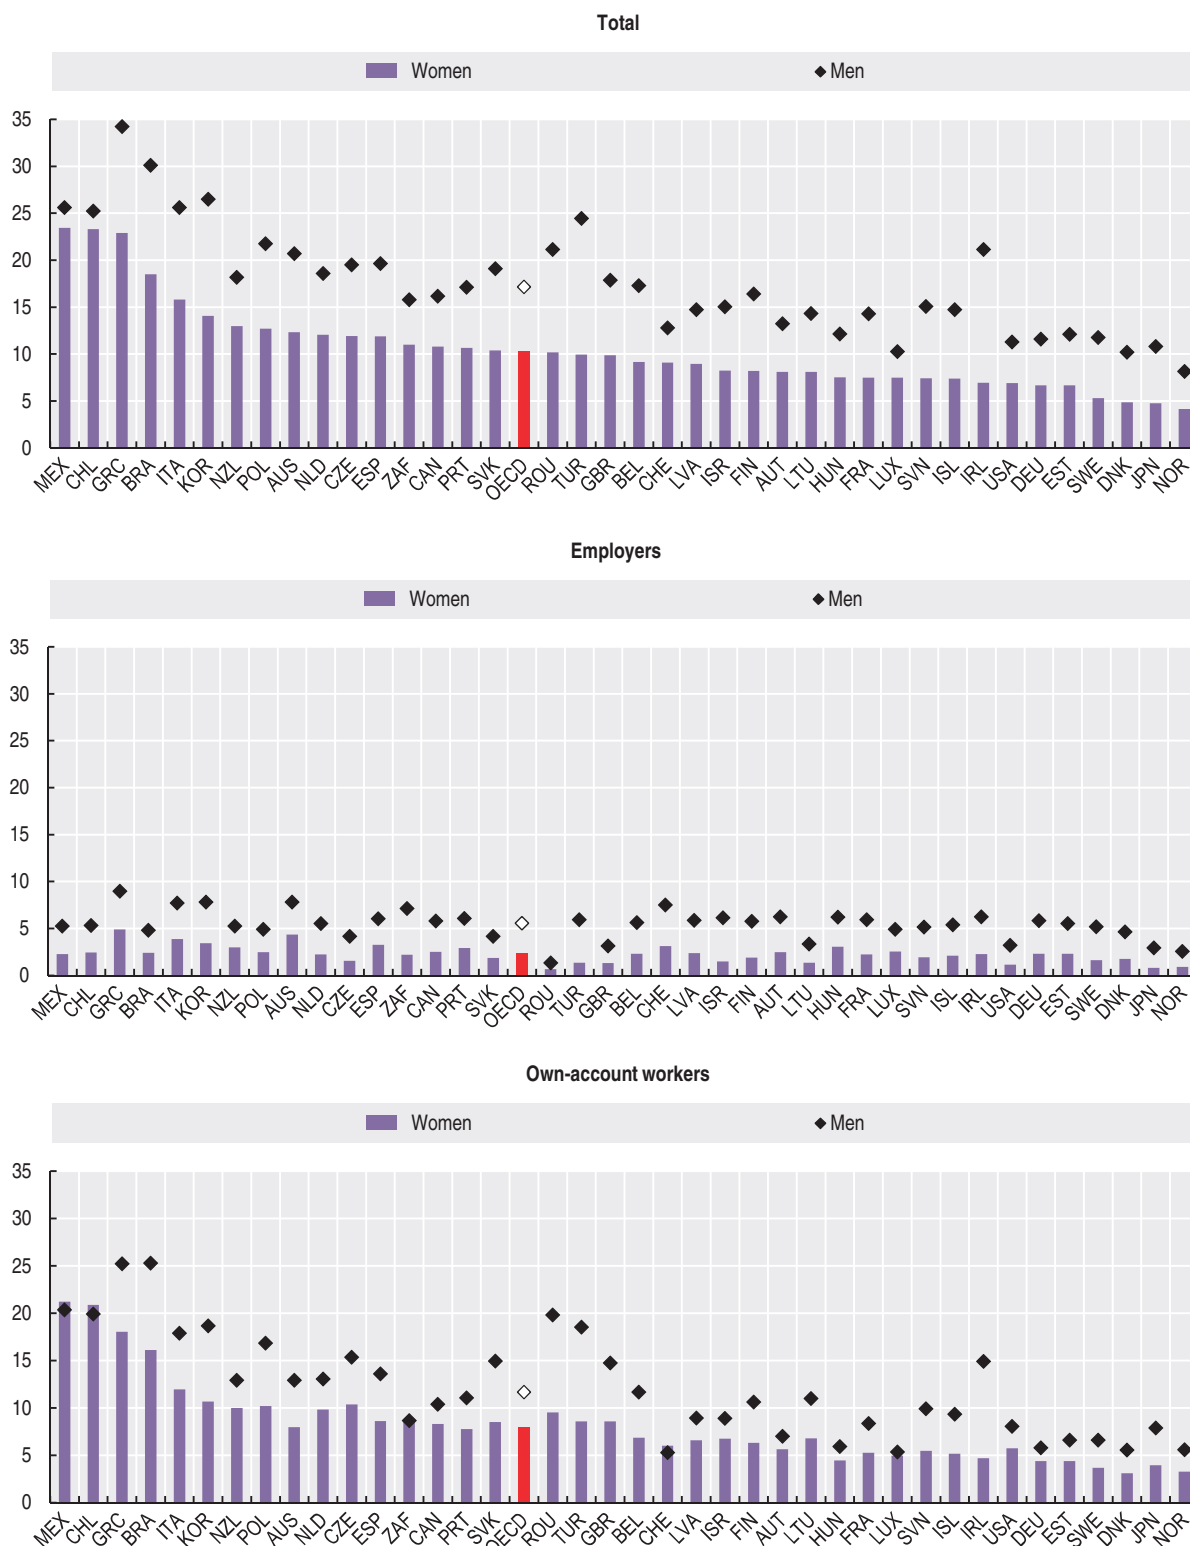 Total
Women Men
35
30
25
20
15
10
5
0
MEX CHL GRC BRA ITA KOR NZL POL AUS NLD CZE ESP ZAF CAN PRT SVK OECD ROU TUR GBR BEL CHE LVA ISR FIN AUT LTU HUN FRA LUX SVN ISL IRL USA DEU EST SWE DNK JPN NOR
Employers
Women Men
35
30
25
20
15
10
5
0
MEX CHL GRC BRA ITA KOR NZL POL AUS NLD CZE ESP ZAF CAN PRT SVK OECD ROU TUR GBR BEL CHE LVA ISR FIN AUT LTU HUN FRA LUX SVN ISL IRL USA DEU EST SWE DNK JPN NOR
Own-account workers
Women Men
35
30
25
20
15
10
5
0
MEX CHL GRC BRA ITA KOR NZL POL AUS NLD CZE ESP ZAF CAN PRT SVK OECD ROU TUR GBR BEL CHE LVA ISR FIN AUT LTU HUN FRA LUX SVN ISL IRL USA DEU EST SWE DNK JPN NOR